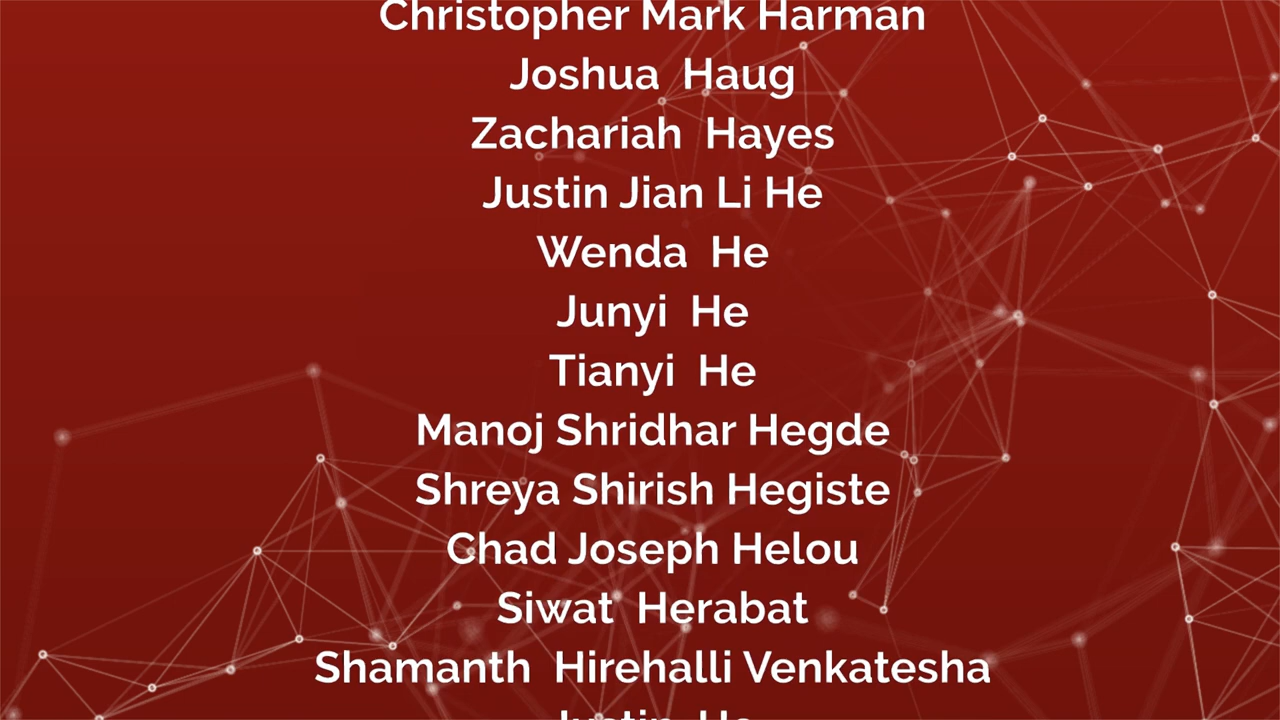 Christopher Mark Harman
Joshua  Haug
Zachariah  Hayes
Justin Jian Li He
Wenda  He
Junyi  He
Tianyi  He
Manoj Shridhar Hegde
Shreya Shirish Hegiste
Chad Joseph Helou
Siwat  Herabat
Shamanth  Hirehalli Venkatesha